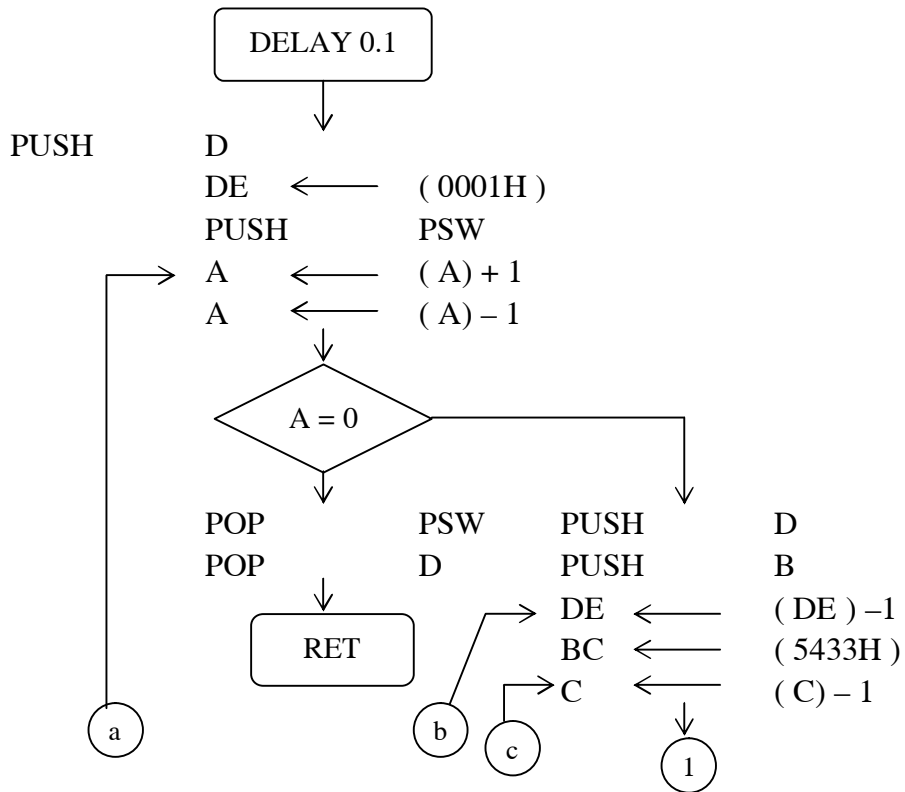 DELAY 0.1
PUSH D
DE ( 0001H )
PUSH PSW
A ( A) + 1
A ( A) – 1
A = 0
POP PSW PUSH D
POP D PUSH B
DE ( DE ) –1
RET BC ( 5433H )
C ( C) – 1
a b c 1